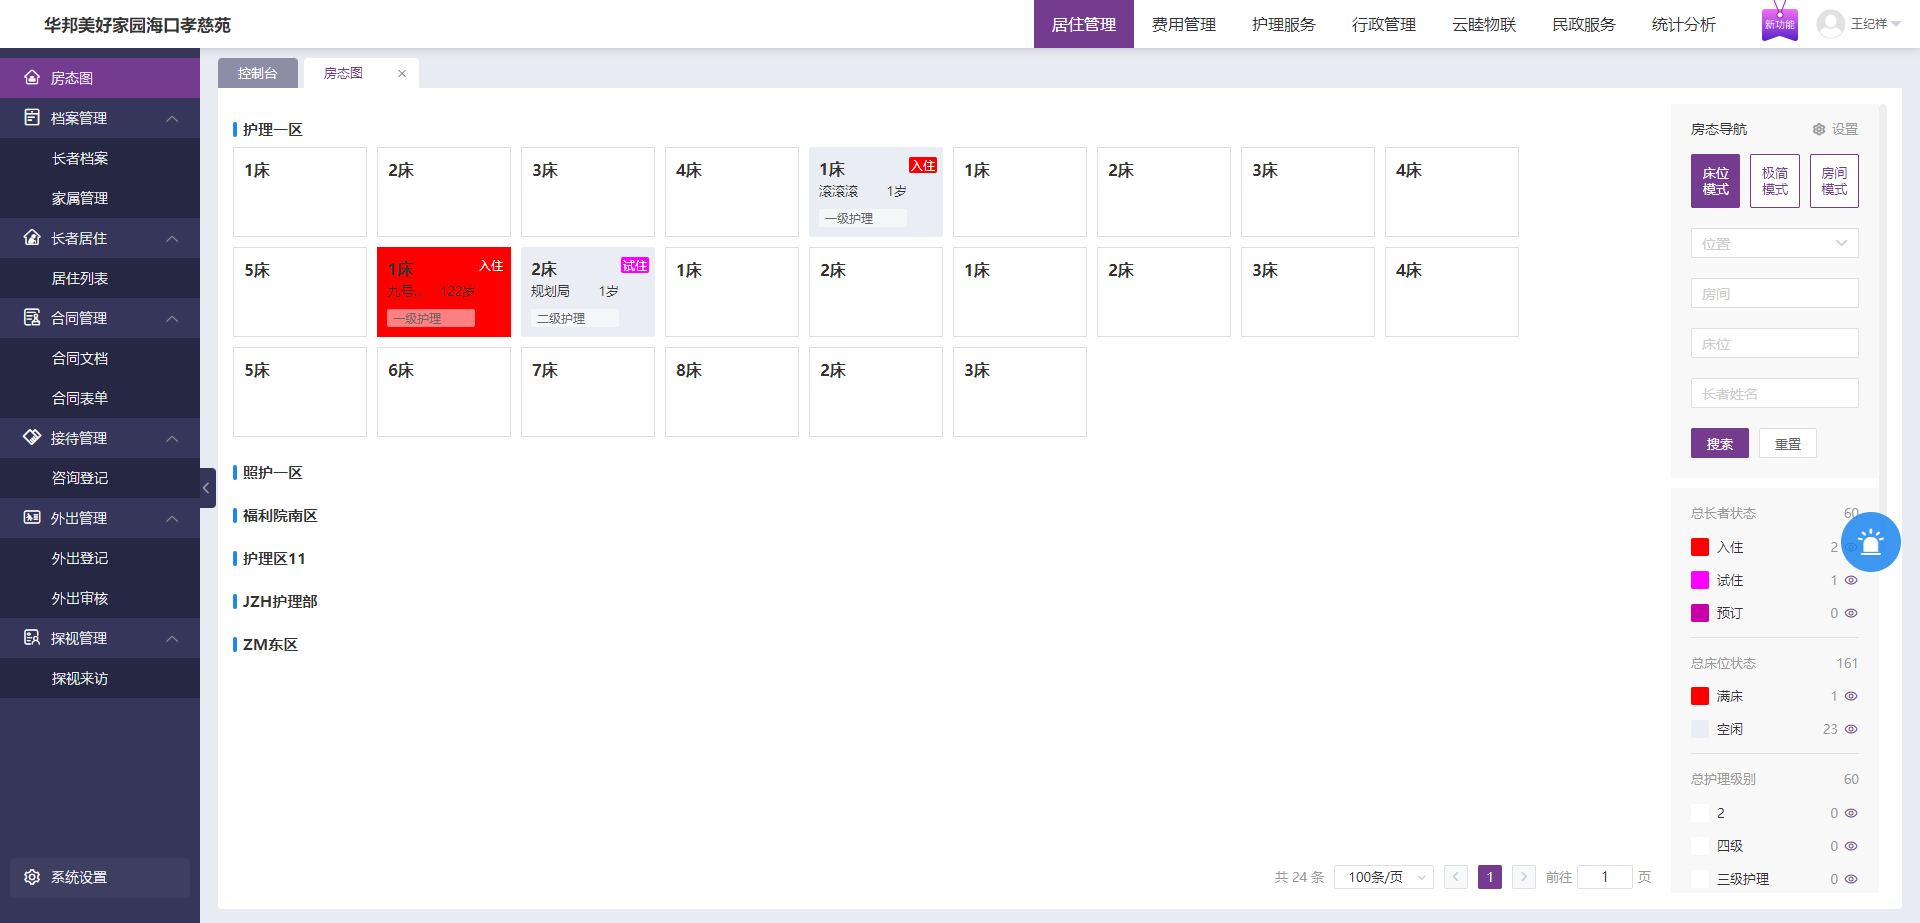 华邦美好家园海口孝慈苑
居住管理 费用管理 护理服务 行政管理 云睦物联 民政服务 统计分析 新功能 王纪祥
房态图
档案管理
长者档案
家属管理
长者居住
居住列表
合同管理
合同文档
合同表单
接待管理
咨询登记
外出管理
外出登记
外出审核
探视管理
探视来访
系统设置
控制台 房态图 ×
护理一区
1床 2床 3床 4床 1床 入住 1床 2床 3床 4床
滚滚滚 1岁
一级护理
5床 1床 入住 2床 试住 1床 2床 1床 2床 3床 4床
九号... 122岁 规划局 1岁
一级护理 二级护理
5床 6床 7床 8床 2床 3床
照护一区
福利院南区
护理区11
JZH护理部
ZM东区
共 24 条 100条/页 1 前往 1 页
房态导航 设置
床位模式 极简模式 房间模式
位置
房间
床位
长者姓名
搜索 重置
总长者状态 60
入住 2
试住 1
预订 0
总床位状态 161
满床 1
空闲 23
总护理级别 60
2 0
四级 0
三级护理 0